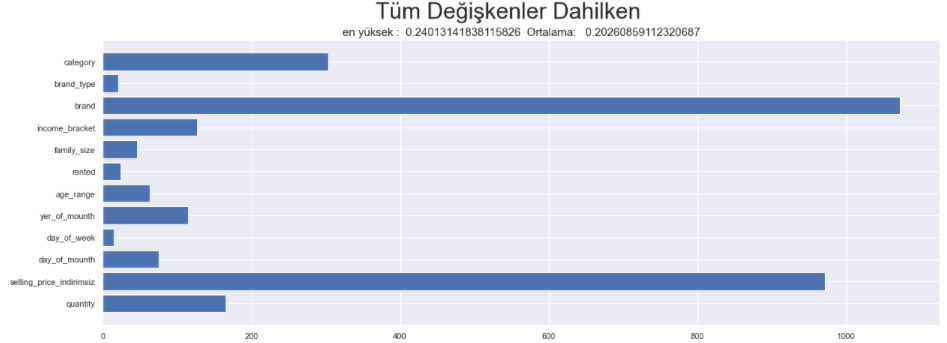 Tüm Değişkenler Dahilken
en yüksek : 0.24013141838115826 Ortalama: 0.20260859112320687
category
brand_type
brand
income_bracket
family_size
rented
age_range
yer_of_mounth
day_of_week
day_of_mounth
selling_price_indirimsiz
quantity
0 200 400 600 800 1000